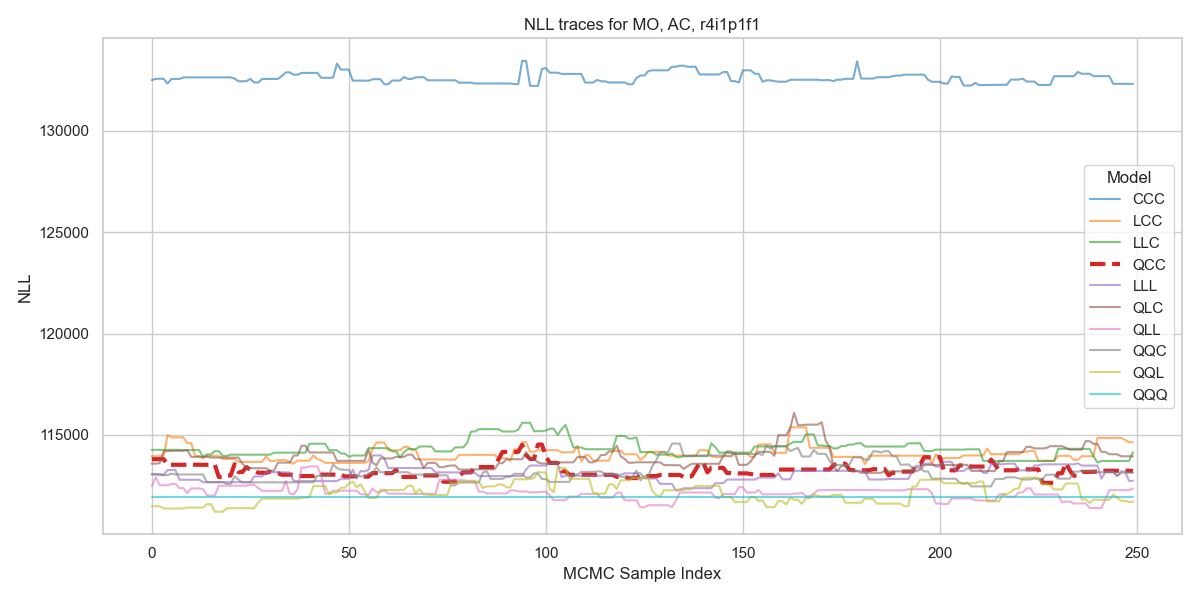 NLL traces for MO, AC, r4i1p1f1
130000
125000
120000
115000
NLL
0
50
100
150
200
250
MCMC Sample Index
Model
CCC
LCC
LLC
QCC
LLL
QLC
QLL
QQC
QQL
QQQ